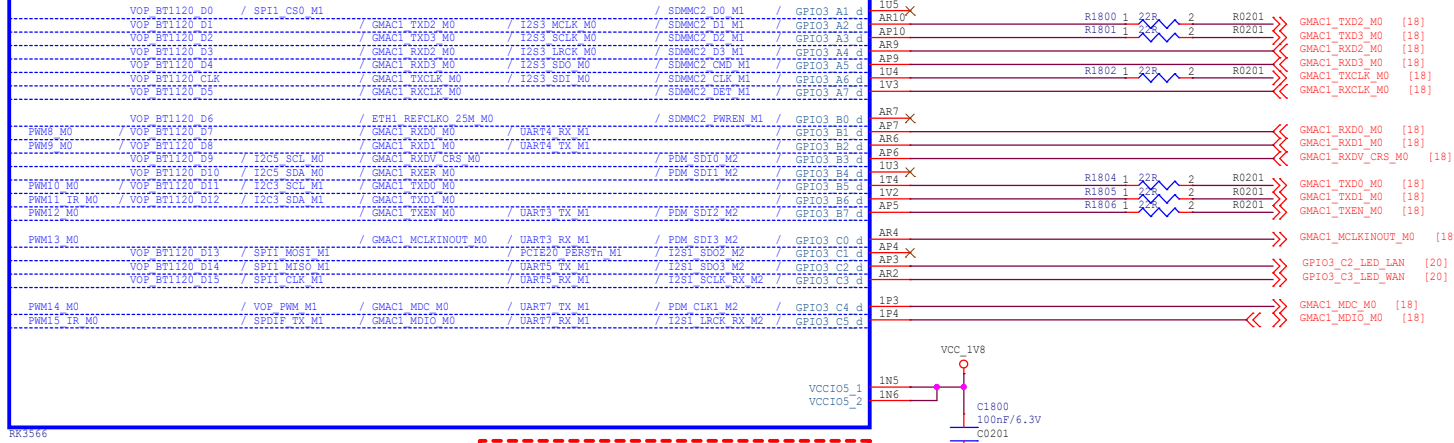 VOP_BT1120_D0 / SPI1_CS0_M1 / SDMMC2_D0_M1 / GPIO3_A1_d 1U5
VOP_BT1120_D1 / GMAC1_TXD2_M0 / I2S3_MCLK_M0 / SDMMC2_D1_M1 / GPIO3_A2_d AR10 R1800 1 22R 2 R0201 GMAC1_TXD2_M0 [18]
VOP_BT1120_D2 / GMAC1_TXD3_M0 / I2S3_SCLK_M0 / SDMMC2_D2_M1 / GPIO3_A3_d AP10 R1801 1 22R 2 R0201 GMAC1_TXD3_M0 [18]
VOP_BT1120_D3 / GMAC1_RXD2_M0 / I2S3_LRCK_M0 / SDMMC2_D3_M1 / GPIO3_A4_d AR9 GMAC1_RXD2_M0 [18]
VOP_BT1120_D4 / GMAC1_RXD3_M0 / I2S3_SDO_M0 / SDMMC2_CMD_M1 / GPIO3_A5_d AP9 GMAC1_RXD3_M0 [18]
VOP_BT1120_CLK / GMAC1_TXCLK_M0 / I2S3_SDI_M0 / SDMMC2_CLK_M1 / GPIO3_A6_d 1U4 R1802 1 22R 2 R0201 GMAC1_TXCLK_M0 [18]
VOP_BT1120_D5 / GMAC1_RXCLK_M0 / SDMMC2_DET_M1 / GPIO3_A7_d 1V3 GMAC1_RXCLK_M0 [18]
VOP_BT1120_D6 / ETH1_REFCLKO_25M_M0 / SDMMC2_PWREN_M1 / GPIO3_B0_d AR7
PWM8_M0 / VOP_BT1120_D7 / GMAC1_RXD0_M0 / UART4_RX_M1 / GPIO3_B1_d AP7 GMAC1_RXD0_M0 [18]
PWM9_M0 / VOP_BT1120_D8 / GMAC1_RXD1_M0 / UART4_TX_M1 / GPIO3_B2_d AR6 GMAC1_RXD1_M0 [18]
VOP_BT1120_D9 / I2C5_SCL_M0 / GMAC1_RXDV_CRS_M0 / PDM_SDI0_M2 / GPIO3_B3_d AP6 GMAC1_RXDV_CRS_M0 [18]
VOP_BT1120_D10 / I2C5_SDA_M0 / GMAC1_RXER_M0 / PDM_SDI1_M2 / GPIO3_B4_d 1U3
PWM10_M0 / VOP_BT1120_D11 / I2C3_SCL_M1 / GMAC1_TXD0_M0 / GPIO3_B5_d 1T4 R1804 1 22R 2 R0201 GMAC1_TXD0_M0 [18]
PWM11_IR_M0 / VOP_BT1120_D12 / I2C3_SDA_M1 / GMAC1_TXD1_M0 / GPIO3_B6_d 1V2 R1805 1 22R 2 R0201 GMAC1_TXD1_M0 [18]
PWM12_M0 / GMAC1_TXEN_M0 / UART3_TX_M1 / PDM_SDI2_M2 / GPIO3_B7_d AP5 R1806 1 22R 2 R0201 GMAC1_TXEN_M0 [18]
PWM13_M0 / GMAC1_MCLKINOUT_M0 / UART3_RX_M1 / PDM_SDI3_M2 / GPIO3_C0_d AR4 GMAC1_MCLKINOUT_M0 [18
VOP_BT1120_D13 / SPI1_MOSI_M1 / PCIE20_PERSTn_M1 / I2S1_SDO2_M2 / GPIO3_C1_d AP4
VOP_BT1120_D14 / SPI1_MISO_M1 / UART5_TX_M1 / I2S1_SDO3_M2 / GPIO3_C2_d AP3 GPIO3_C2_LED_LAN [20]
VOP_BT1120_D15 / SPI1_CLK_M1 / UART5_RX_M1 / I2S1_SCLK_RX_M2 / GPIO3_C3_d AR2 GPIO3_C3_LED_WAN [20]
PWM14_M0 / VOP_PWM_M1 / GMAC1_MDC_M0 / UART7_TX_M1 / PDM_CLK1_M2 / GPIO3_C4_d 1P3 GMAC1_MDC_M0 [18]
PWM15_IR_M0 / SPDIF_TX_M1 / GMAC1_MDIO_M0 / UART7_RX_M1 / I2S1_LRCK_RX_M2 / GPIO3_C5_d 1P4 GMAC1_MDIO_M0 [18]
VCC_1V8
VCCIO5_1 1N5
VCCIO5_2 1N6
C1800
100nF/6.3V
C0201
RK3566